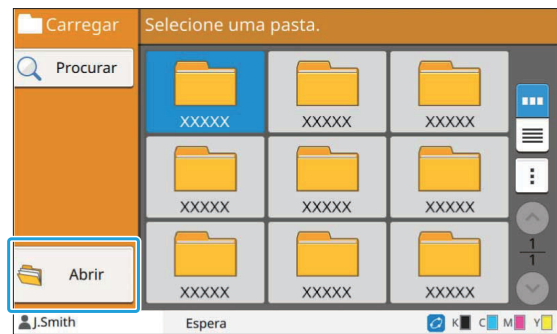 Carregar
Selecione uma pasta.
Procurar
XXXXX XXXXX XXXXX
XXXXX XXXXX XXXXX
1
1
Abrir
XXXXX XXXXX XXXXX
J.Smith
Espera
K C M Y